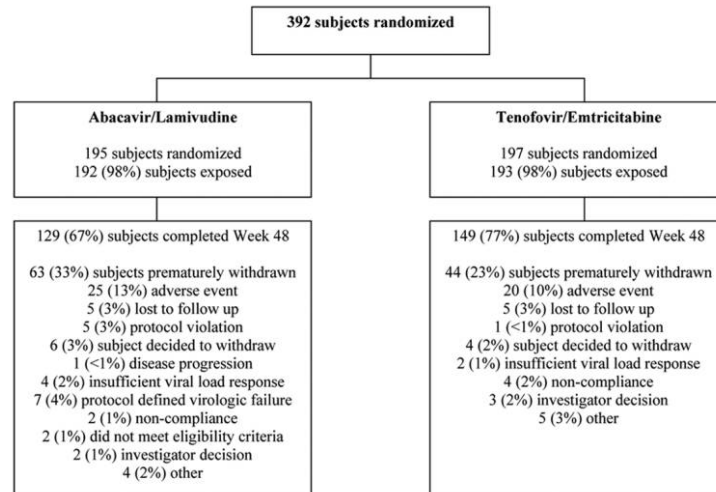 392 subjects randomized
Abacavir/Lamivudine
195 subjects randomized
192 (98%) subjects exposed
129 (67%) subjects completed Week 48
63 (33%) subjects prematurely withdrawn
25 (13%) adverse event
5 (3%) lost to follow up
5 (3%) protocol violation
6 (3%) subject decided to withdraw
1 (<1%) disease progression
4 (2%) insufficient viral load response
7 (4%) protocol defined virologic failure
2 (1%) non-compliance
2 (1%) did not meet eligibility criteria
2 (1%) investigator decision
4 (2%) other
Tenofovir/Emtricitabine
197 subjects randomized
193 (98%) subjects exposed
149 (77%) subjects completed Week 48
44 (23%) subjects prematurely withdrawn
20 (10%) adverse event
5 (3%) lost to follow up
1 (<1%) protocol violation
4 (2%) subject decided to withdraw
2 (1%) insufficient viral load response
4 (2%) non-compliance
3 (2%) investigator decision
5 (3%) other